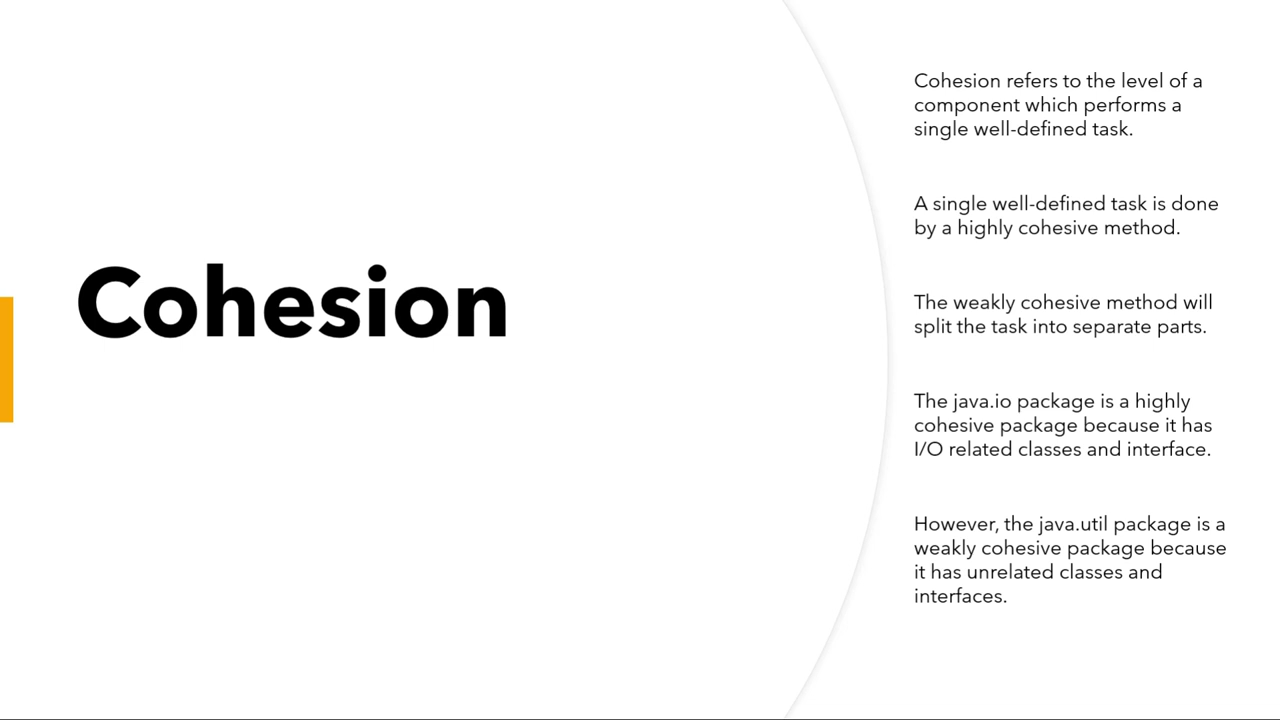 Cohesion
Cohesion refers to the level of a
component which performs a
single well-defined task.
A single well-defined task is done
by a highly cohesive method.
The weakly cohesive method will
split the task into separate parts.
The java.io package is a highly
cohesive package because it has
I/O related classes and interface.
However, the java.util package is a
weakly cohesive package because
it has unrelated classes and
interfaces.